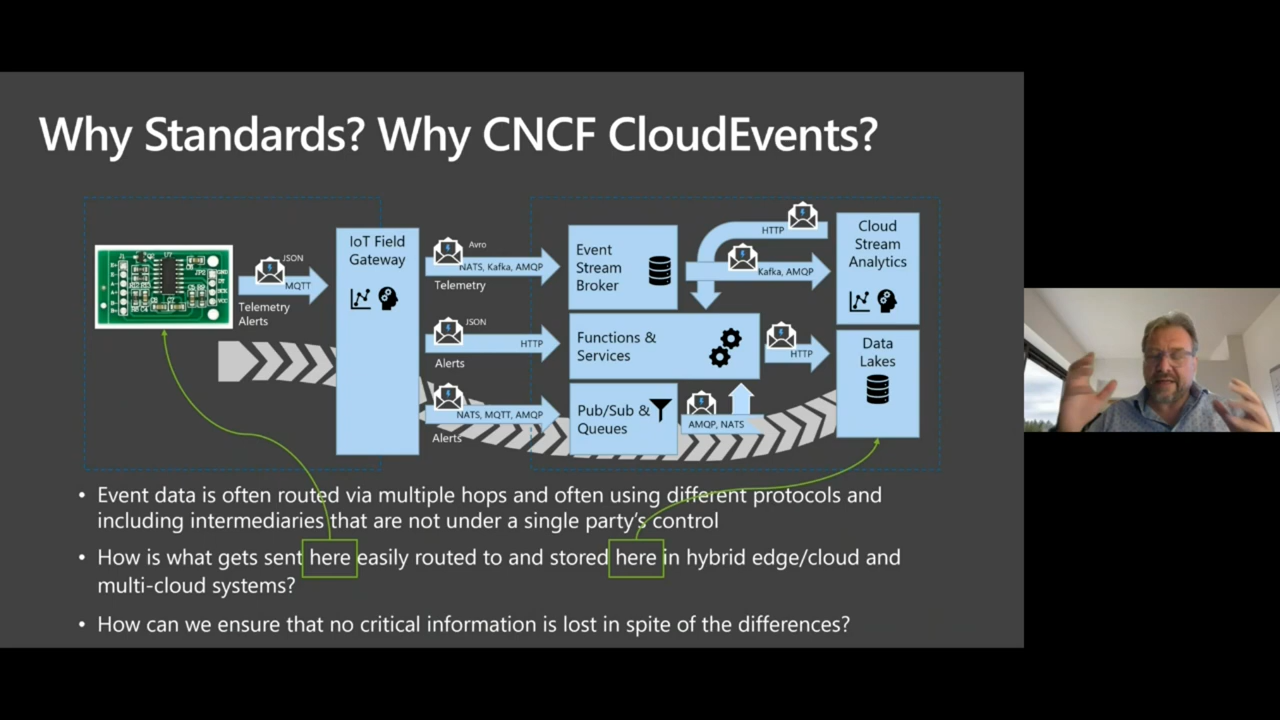 Why Standards? Why CNCF CloudEvents?
JSON
MQTT
Telemetry
Alerts
IoT Field
Gateway
Avro
NATS, Kafka, AMQP
Telemetry
JSON
HTTP
Alerts
NATS, MQTT, AMQP
Alerts
Event
Stream
Broker
Functions &
Services
Pub/Sub &
Queues
HTTP
Kafka, AMQP
HTTP
AMQP, NATS
Cloud
Stream
Analytics
Data
Lakes
• Event data is often routed via multiple hops and often using different protocols and
including intermediaries that are not under a single party's control
• How is what gets sent here easily routed to and stored here in hybrid edge/cloud and
multi-cloud systems?
• How can we ensure that no critical information is lost in spite of the differences?